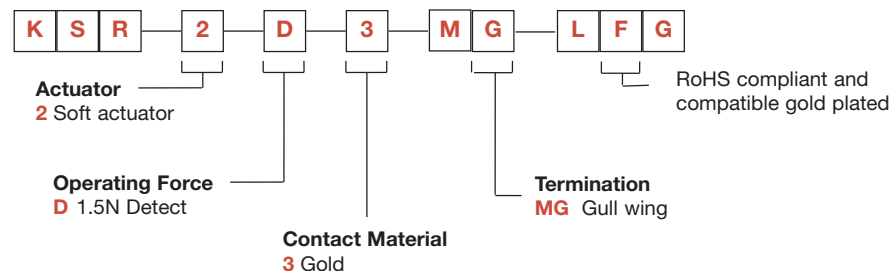 K S R 2 D 3 M G L F G
Actuator
2 Soft actuator
RoHS compliant and
compatible gold plated
Operating Force
D 1.5N Detect
Termination
MG Gull wing
Contact Material
3 Gold